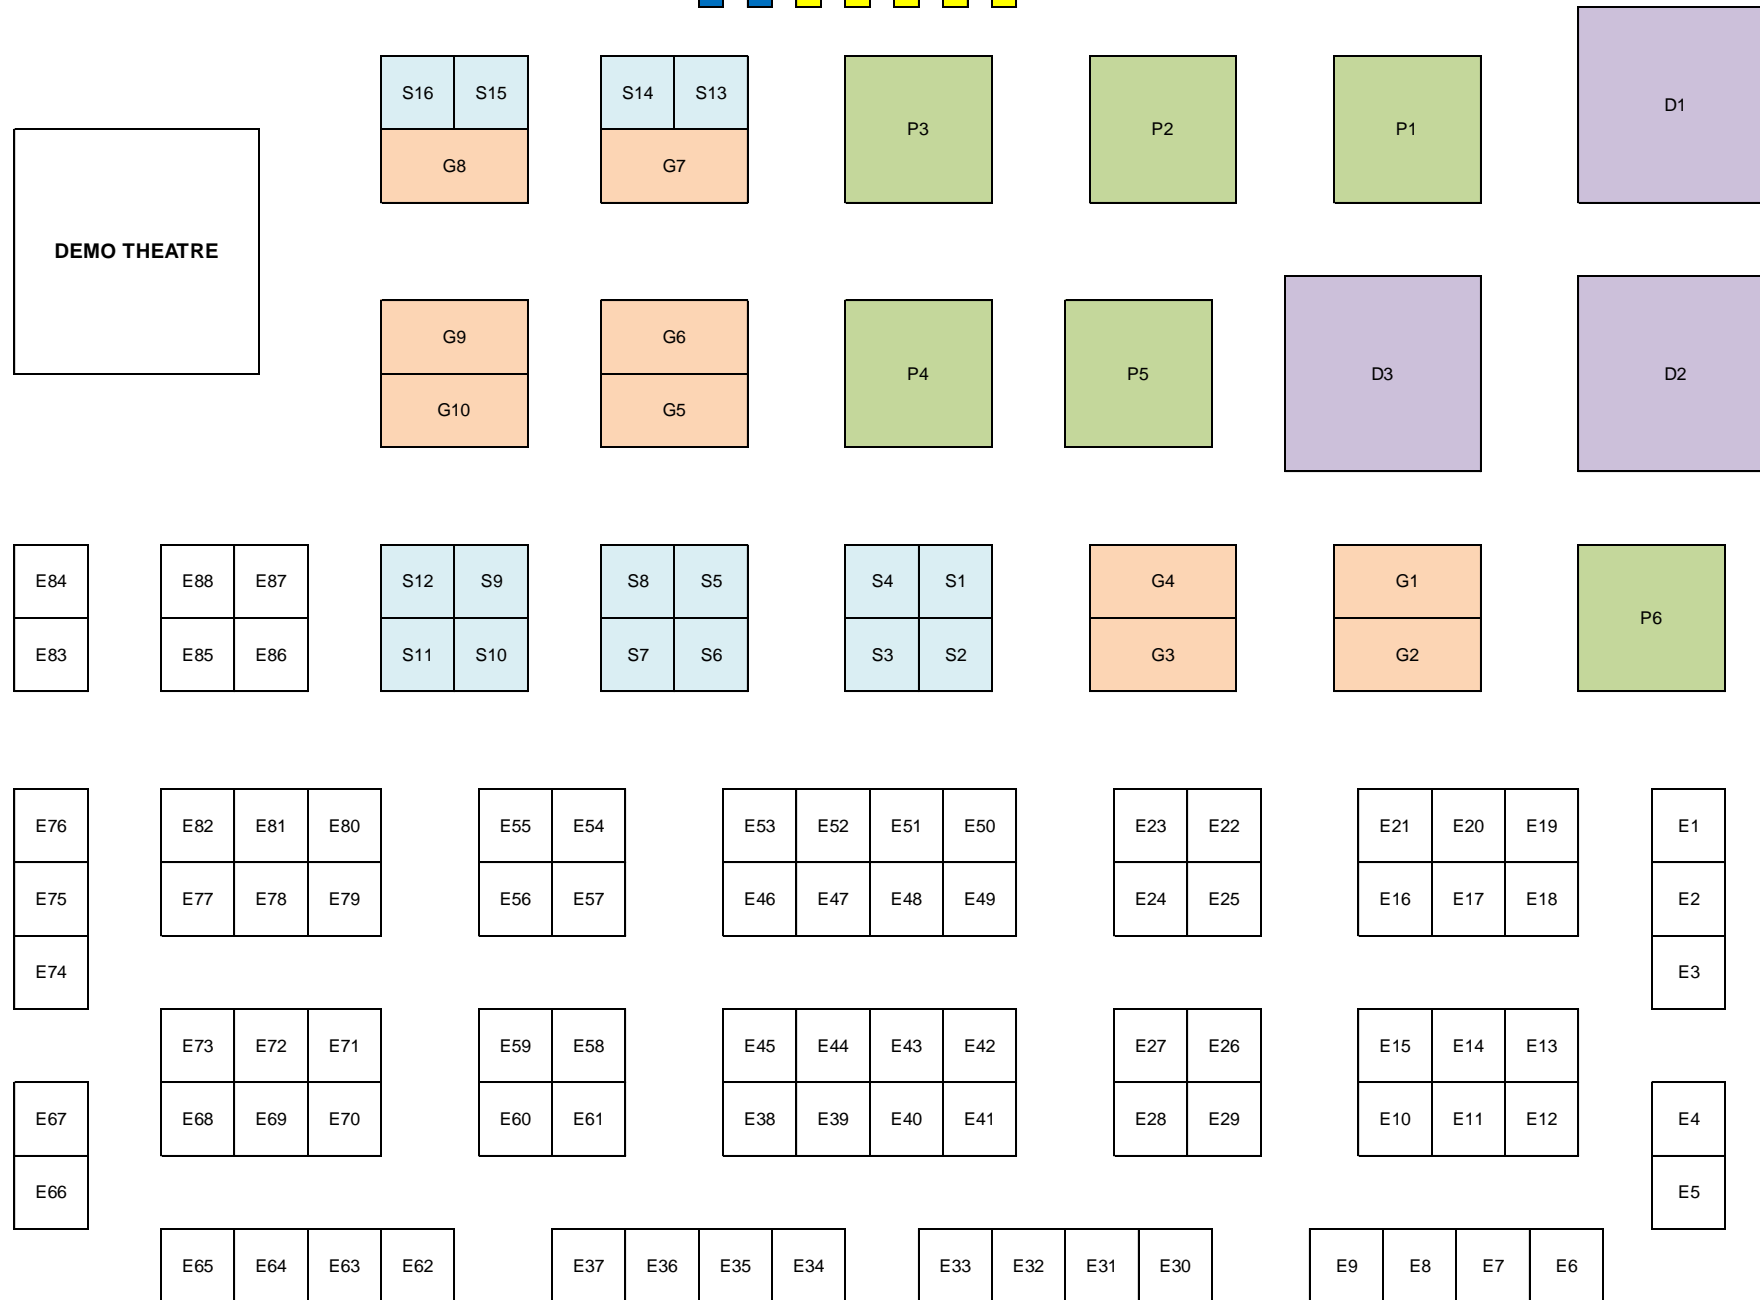 D1
S16 S15 S14 S13
P3 P2 P1
G8 G7
DEMO THEATRE
G9 G6
P4 P5 D3 D2
G10 G5
E84 E88 E87 S12 S9 S8 S5 S4 S1 G4 G1
P6
E83 E85 E86 S11 S10 S7 S6 S3 S2 G3 G2
E76 E82 E81 E80 E55 E54 E53 E52 E51 E50 E23 E22 E21 E20 E19 E1
E75 E77 E78 E79 E56 E57 E46 E47 E48 E49 E24 E25 E16 E17 E18 E2
E74 E3
E73 E72 E71 E59 E58 E45 E44 E43 E42 E27 E26 E15 E14 E13
E67 E68 E69 E70 E60 E61 E38 E39 E40 E41 E28 E29 E10 E11 E12 E4
E66 E5
E65 E64 E63 E62 E37 E36 E35 E34 E33 E32 E31 E30 E9 E8 E7 E6